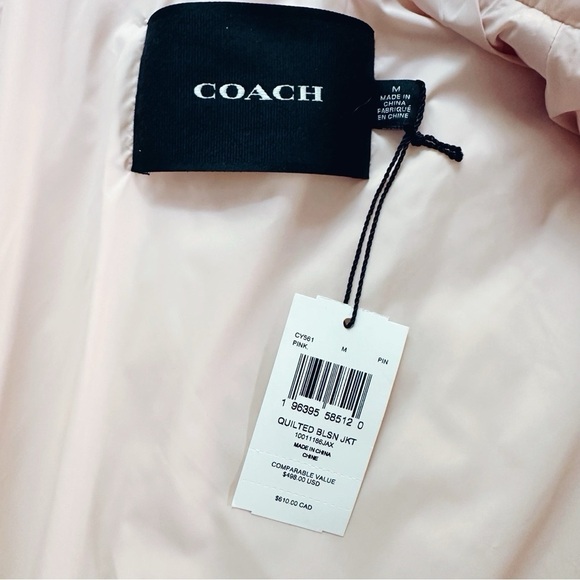 COACH
M
MADE IN
CHINA
FABRIQUÉ
EN CHINE
CY561 M PIN
PINK
1 96395 58512 0
QUILTED BLSN JKT
10011186JAX
MADE IN CHINA
CHINE
COMPARABLE VALUE
$498.00 USD
$610.00 CAD